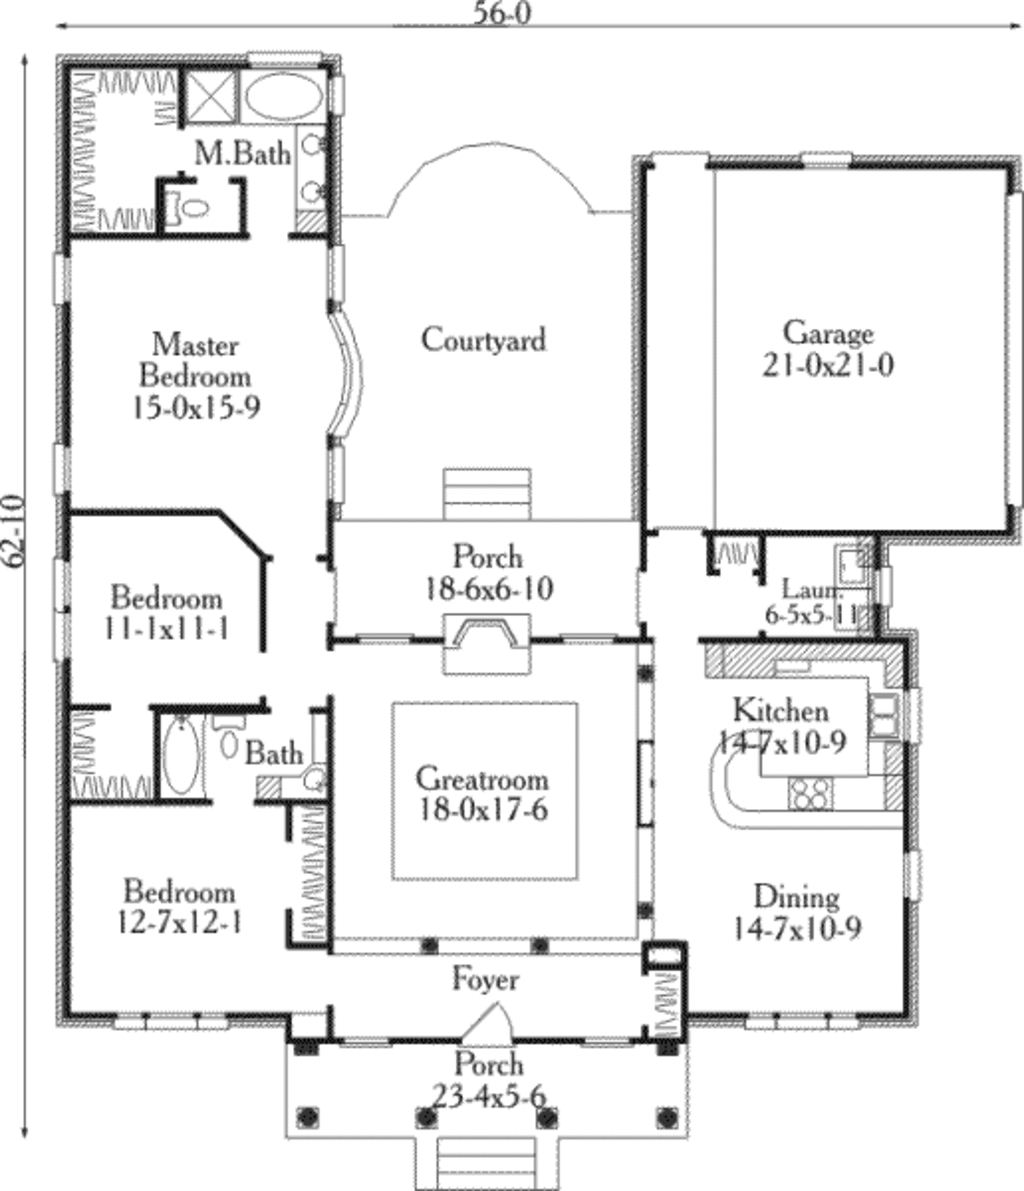 56-0
62-10
M.Bath
Master
Bedroom
15-0x15-9
Courtyard
Garage
21-0x21-0
Porch
18-6x6-10
Bedroom
11-1x11-1
Laun.
6-5x5-11
Kitchen
14-7x10-9
Bath
Greatroom
18-0x17-6
Bedroom
12-7x12-1
Dining
14-7x10-9
Foyer
Porch
23-4x5-6